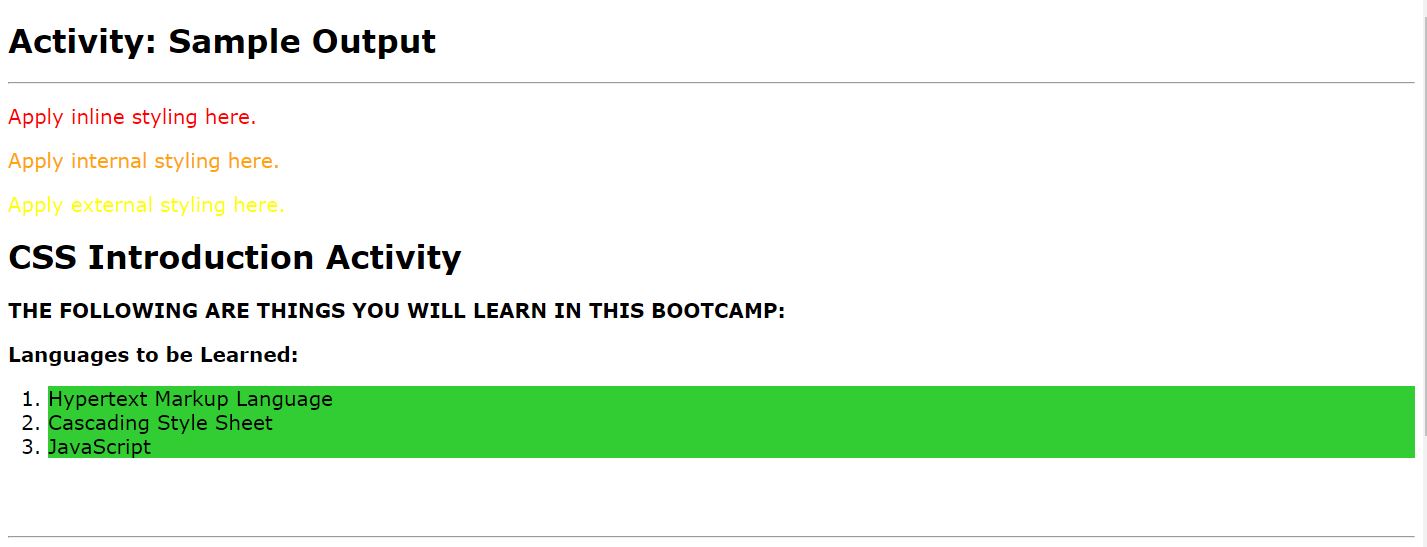 Activity: Sample Output
Apply inline styling here.
Apply internal styling here.
Apply external styling here.
CSS Introduction Activity
THE FOLLOWING ARE THINGS YOU WILL LEARN IN THIS BOOTCAMP:
Languages to be Learned:
1. Hypertext Markup Language
2. Cascading Style Sheet
3. JavaScript